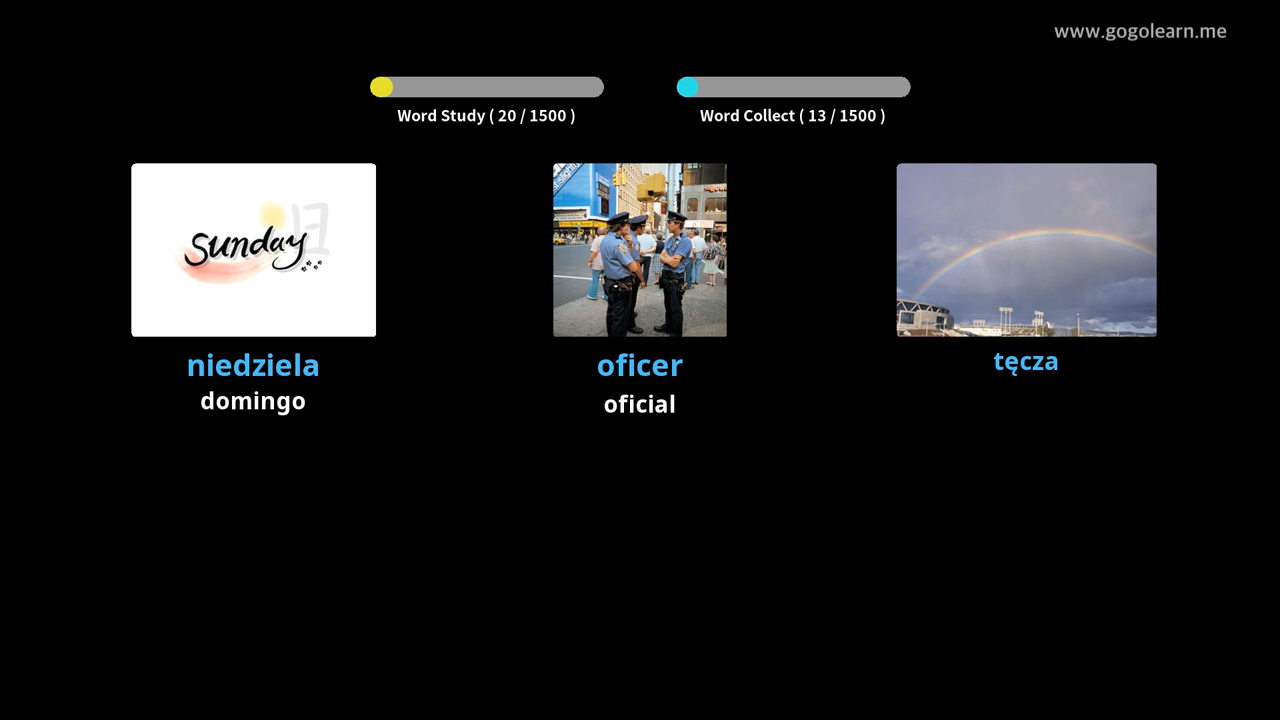 www.gogolearn.me
Word Study ( 20 / 1500 )
Word Collect ( 13 / 1500 )
Sunday
niedziela
domingo
oficer
oficial
tęcza